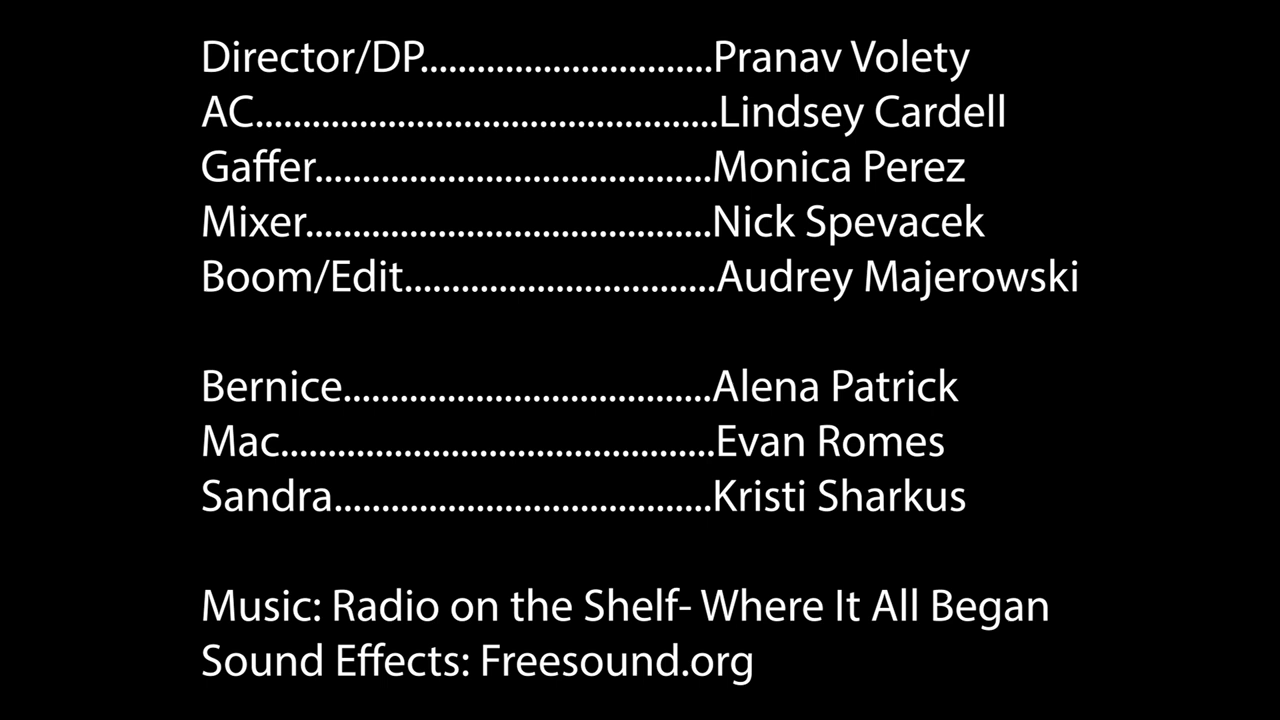 Director/DP...............................Pranav Volety
AC.................................................Lindsey Cardell
Gaffer..........................................Monica Perez
Mixer...........................................Nick Spevacek
Boom/Edit.................................Audrey Majerowski
Bernice.......................................Alena Patrick
Mac..............................................Evan Romes
Sandra........................................Kristi Sharkus
Music: Radio on the Shelf- Where It All Began
Sound Effects: Freesound.org